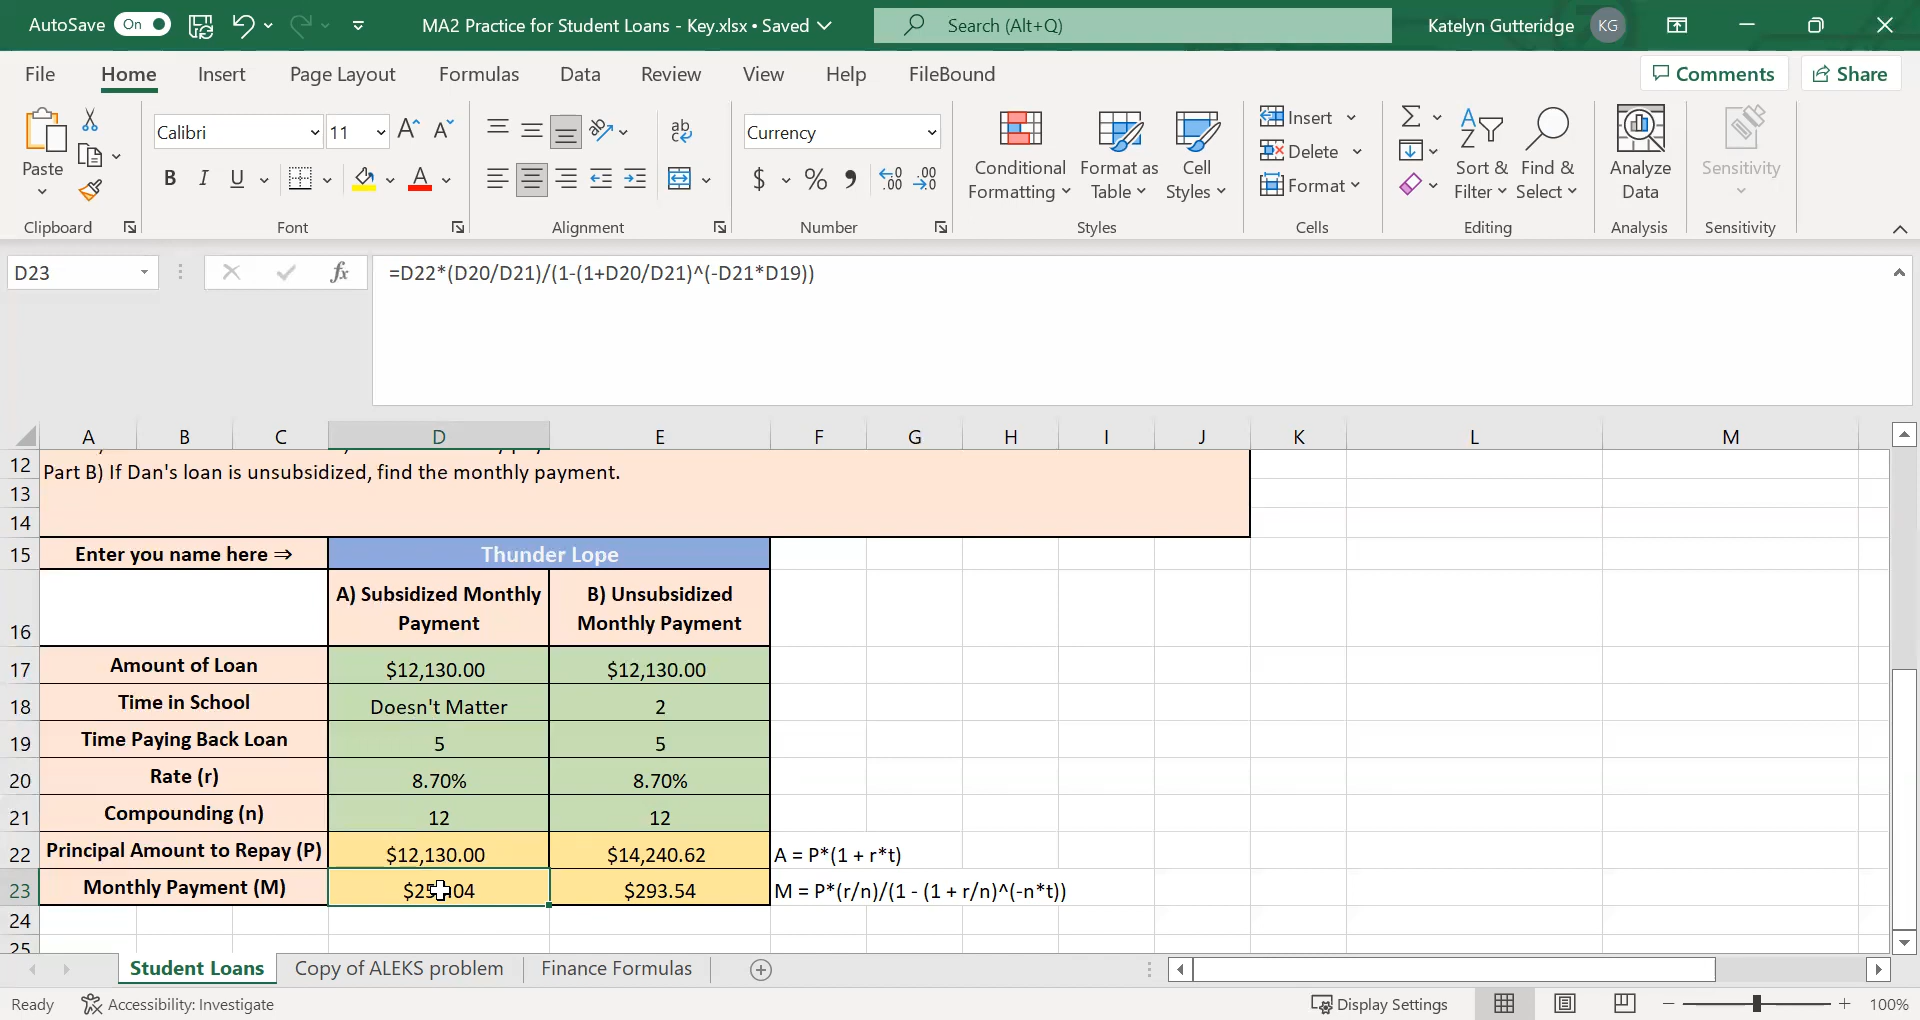 AutoSave On MA2 Practice for Student Loans - Key.xlsx • Saved Search (Alt+Q) Katelyn Gutteridge KG
File Home Insert Page Layout Formulas Data Review View Help FileBound Comments Share
Paste
Calibri 11
B I U A
ab
Currency
$ % 9
Conditional Formatting
Format as Table
Cell Styles
Insert
Delete
Format
Sort & Filter
Find & Select
Analyze Data
Sensitivity
Clipboard Font Alignment Number Styles Cells Editing Analysis Sensitivity
D23 fx =D22*(D20/D21)/(1-(1+D20/D21)^(-D21*D19))
A B C D E F G H I J K L M
12 Part B) If Dan's loan is unsubsidized, find the monthly payment.
13
14
15 Enter you name here ⇒ Thunder Lope
16 A) Subsidized Monthly Payment B) Unsubsidized Monthly Payment
17 Amount of Loan $12,130.00 $12,130.00
18 Time in School Doesn't Matter 2
19 Time Paying Back Loan 5 5
20 Rate (r) 8.70% 8.70%
21 Compounding (n) 12 12
22 Principal Amount to Repay (P) $12,130.00 $14,240.62 A = P*(1 + r*t)
23 Monthly Payment (M) $293.54 M = P*(r/n)/(1 - (1 + r/n)^(-n*t))
24
25
Student Loans Copy of ALEKS problem Finance Formulas
Ready Accessibility: Investigate Display Settings 100%